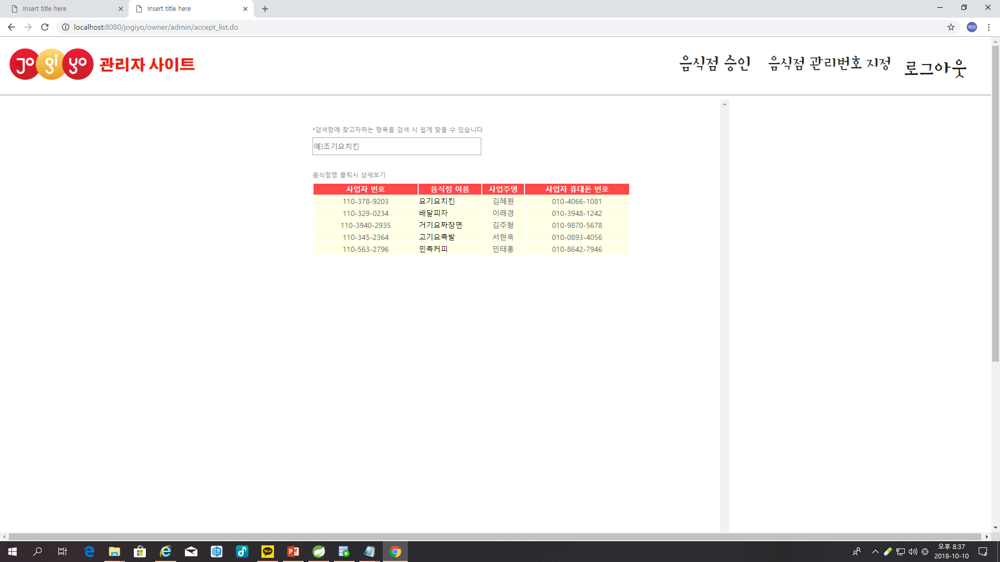 Insert title here
Insert title here
localhost:8080/jogiyo/owner/admin/accept_list.do
혜원
Jo gi yo 관리자 사이트
음식점 승인 음식점 관리번호 지정 로그아웃
*검색창에 찾고자하는 항목을 검색 시 쉽게 찾을 수 있습니다
예)조기요치킨
음식점명 클릭시 상세보기
사업자 번호 음식점 이름 사업주명 사업자 휴대폰 번호
110-378-9203 요기요치킨 김혜원 010-4066-1081
110-329-0234 배달피자 이래경 010-3948-1242
110-3940-2935 거기요짜장면 김주형 010-9870-5678
110-345-2364 고기요족발 서현욱 010-0893-4056
110-563-2796 민족커피 민태홍 010-8642-7946
TALK
오후 8:37
2018-10-10